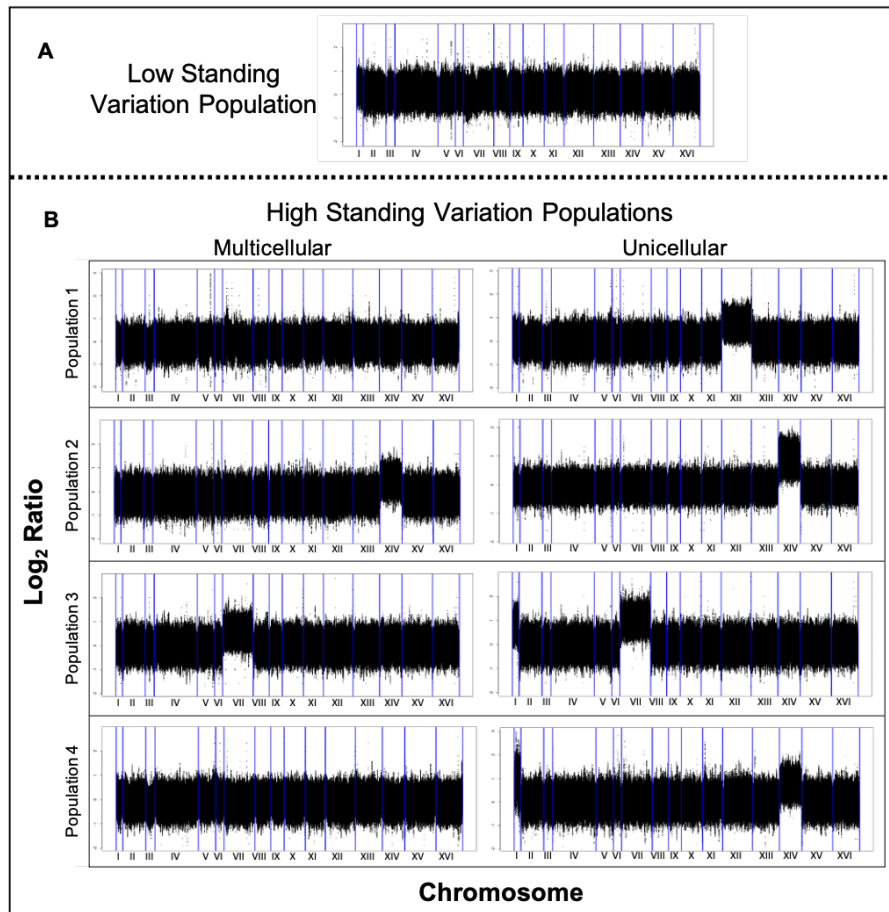 A
Low Standing
Variation Population
I II III IV V VI VII VIII IX X XI XII XIII XIV XV XVI
B
High Standing Variation Populations
Multicellular
Unicellular
Log₂ Ratio
Population 1
I II III IV V VI VII VIII IX X XI XII XIII XIV XV XVI
I II III IV V VI VII VIII IX X XI XII XIII XIV XV XVI
Population 2
I II III IV V VI VII VIII IX X XI XII XIII XIV XV XVI
I II III IV V VI VII VIII IX X XI XII XIII XIV XV XVI
Population 3
I II III IV V VI VII VIII IX X XI XII XIII XIV XV XVI
I II III IV V VI VII VIII IX X XI XII XIII XIV XV XVI
Population 4
I II III IV V VI VII VIII IX X XI XII XIII XIV XV XVI
I II III IV V VI VII VIII IX X XI XII XIII XIV XV XVI
Chromosome